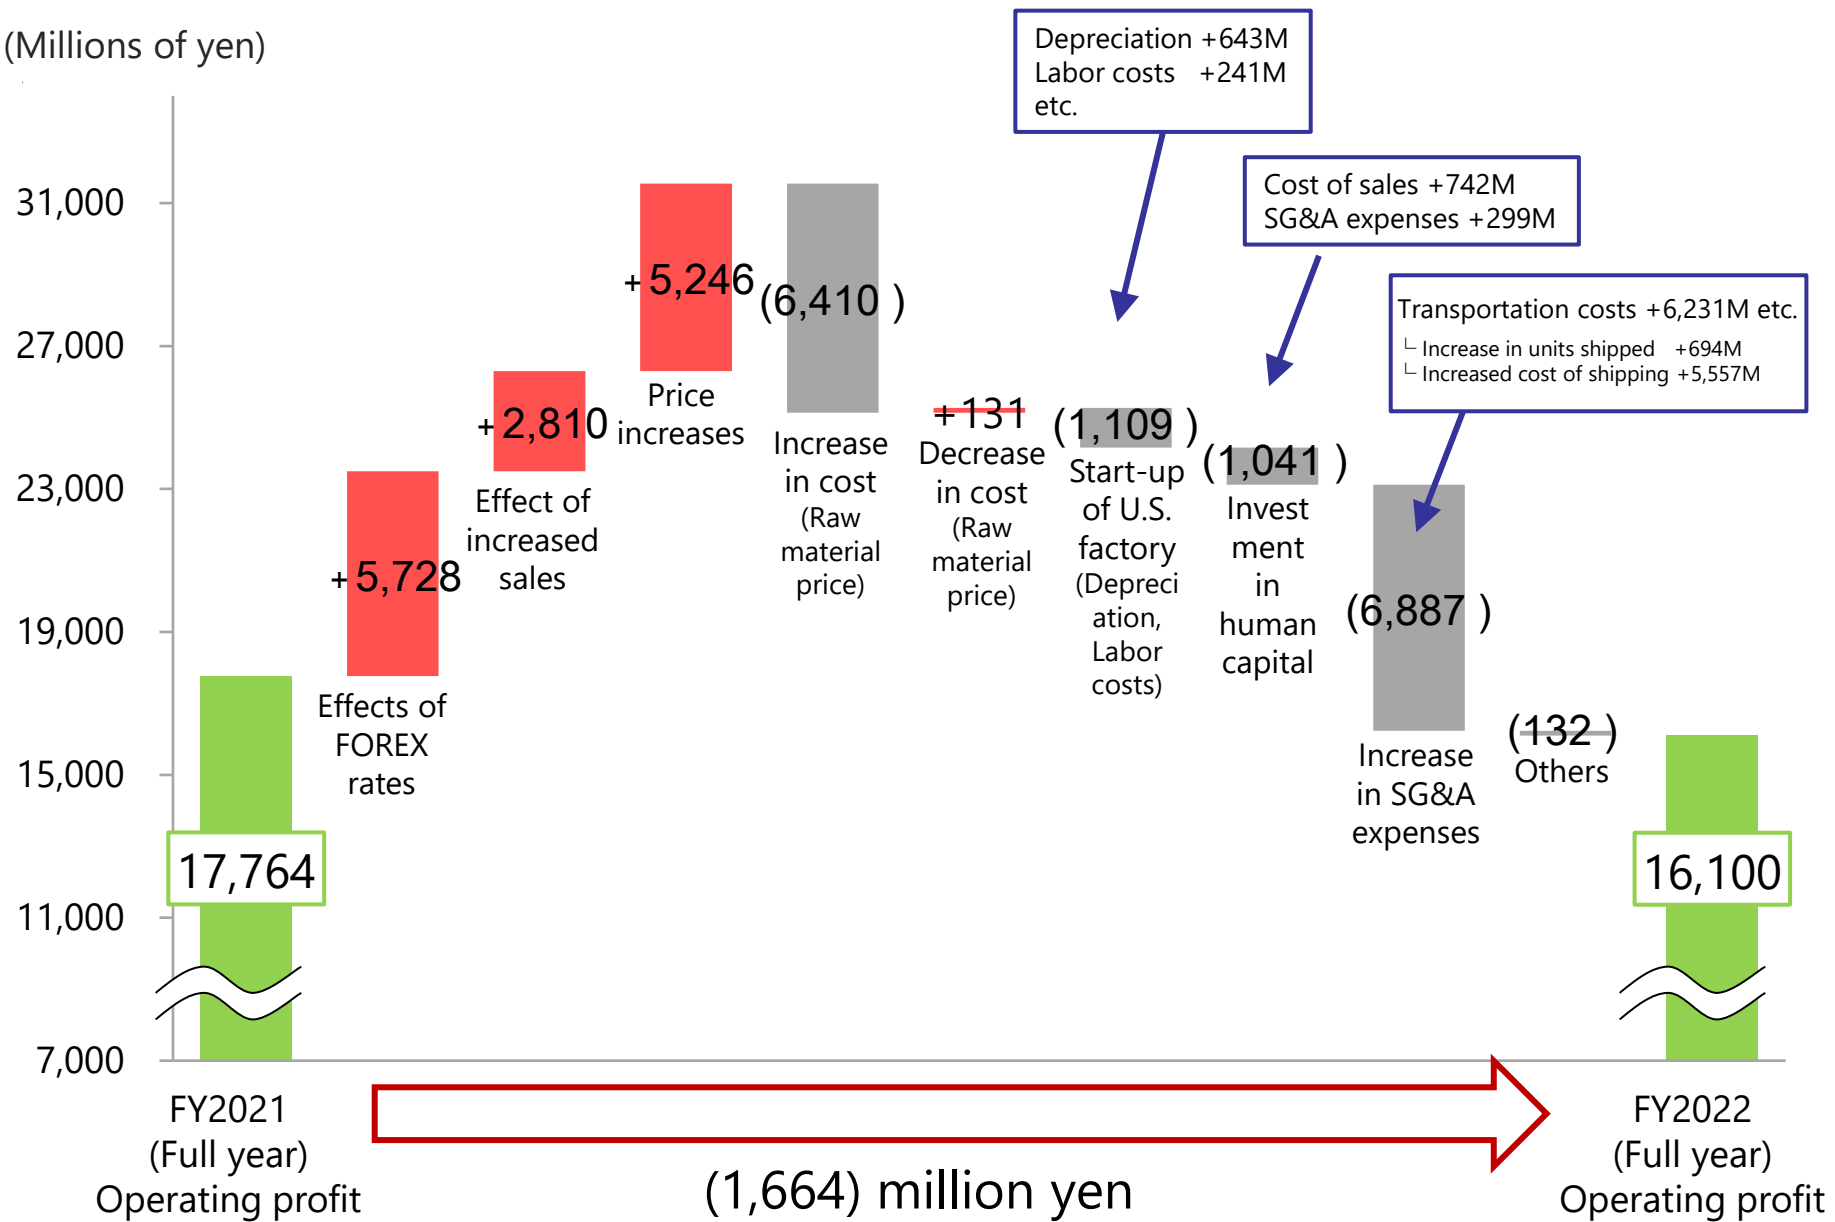 (Millions of yen)
31,000
27,000
23,000
19,000
15,000
11,000
7,000
Depreciation +643M
Labor costs +241M
etc.
Cost of sales +742M
SG&A expenses +299M
Transportation costs +6,231M etc.
└ Increase in units shipped +694M
└ Increased cost of shipping +5,557M
17,764
+5,728
Effects of
FOREX
rates
+2,810
Effect of
increased
sales
+5,246
Price
increases
(6,410 )
Increase
in cost
(Raw
material
price)
+131
Decrease
in cost
(Raw
material
price)
(1,109 )
Start-up
of U.S.
factory
(Depreci
ation,
Labor
costs)
(1,041 )
Invest
ment
in
human
capital
(6,887 )
Increase
in SG&A
expenses
(132 )
Others
16,100
FY2021
(Full year)
Operating profit
(1,664) million yen
FY2022
(Full year)
Operating profit